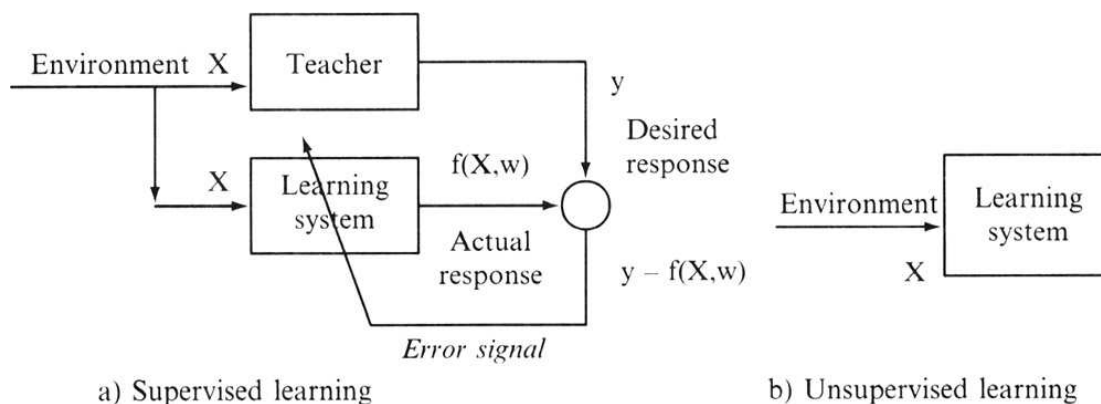 Environment X
Teacher
y
Desired
response
X
Learning
system
f(X,w)
Actual
response
y – f(X,w)
Error signal
a) Supervised learning
Environment
X
Learning
system
b) Unsupervised learning